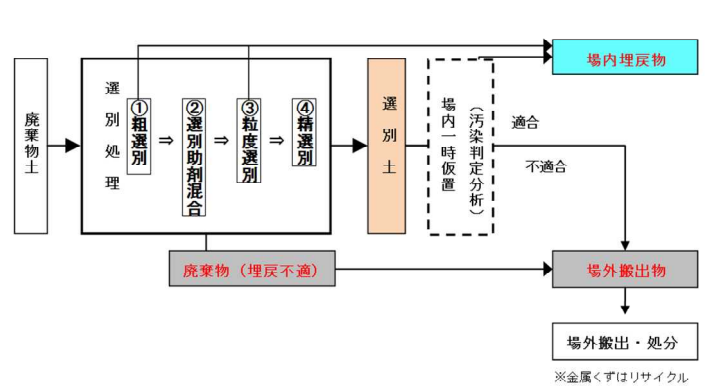 廃棄物土
選別処理
①粗選別
⇒
②選別助剤混合
⇒
③粒度選別
⇒
④精選別
選別土
場内一時仮置
（汚染判定分析）
適合
不適合
場内埋戻物
廃棄物（埋戻不適）
場外搬出物
場外搬出・処分
※金属くずはリサイクル